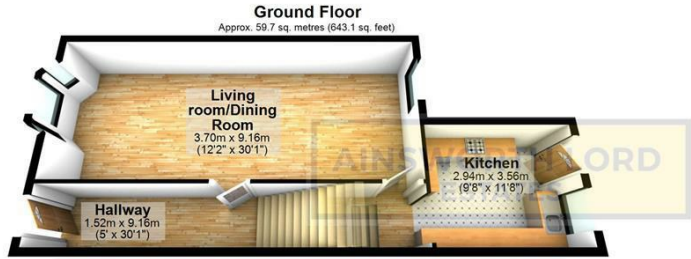 Ground Floor
Approx. 59.7 sq. metres (643.1 sq. feet)
Living
room/Dining
Room
3.70m x 9.16m
(12'2" x 30'1")
Kitchen
2.94m x 3.56m
(9'8" x 11'8")
Hallway
1.52m x 9.16m
(5' x 30'1")